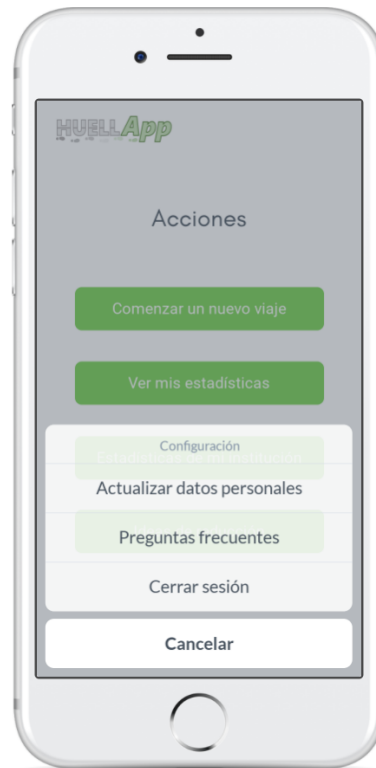 HUELLApp
Acciones
Comenzar un nuevo viaje
Ver mis estadísticas
Configuración
Actualizar datos personales
Preguntas frecuentes
Cerrar sesión
Cancelar